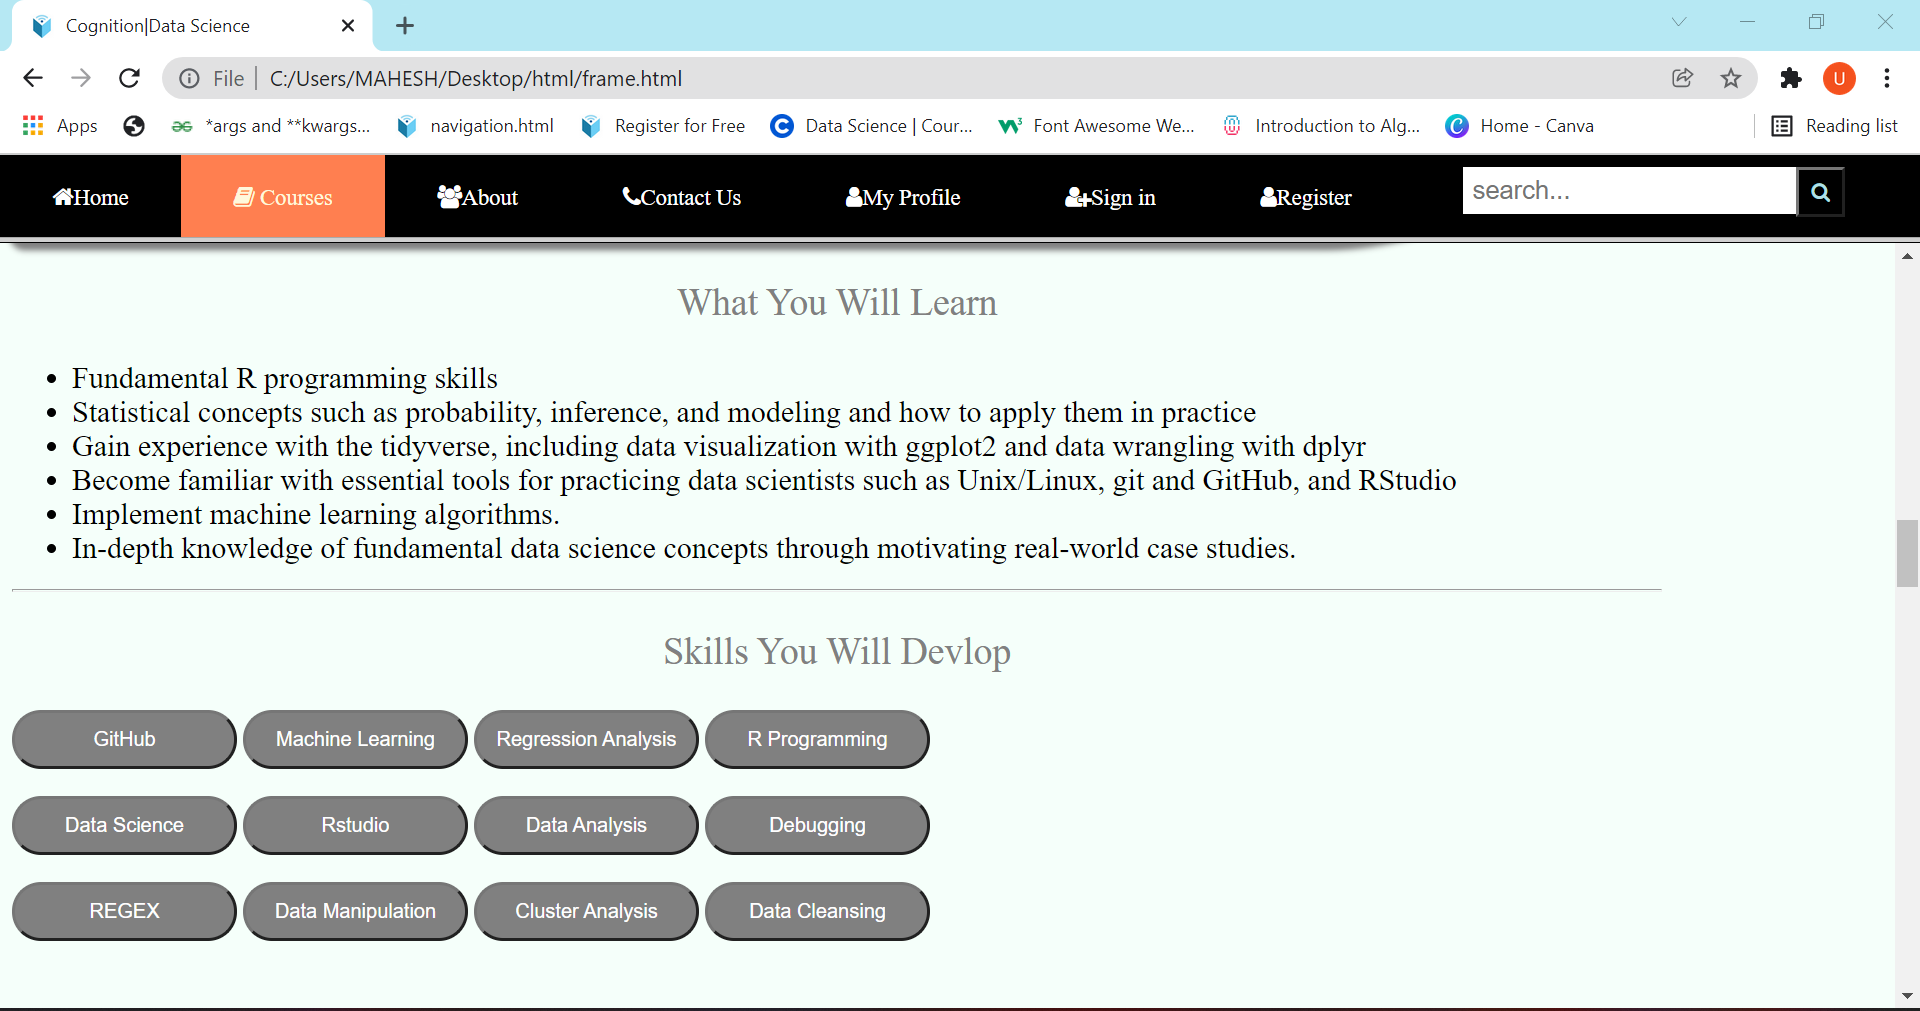 Cognition|Data Science
File C:/Users/MAHESH/Desktop/html/frame.html
U
Apps *args and **kwargs... navigation.html Register for Free Data Science | Cour... Font Awesome We... Introduction to Alg... Home - Canva Reading list
Home Courses About Contact Us My Profile Sign in Register search...
What You Will Learn
• Fundamental R programming skills
• Statistical concepts such as probability, inference, and modeling and how to apply them in practice
• Gain experience with the tidyverse, including data visualization with ggplot2 and data wrangling with dplyr
• Become familiar with essential tools for practicing data scientists such as Unix/Linux, git and GitHub, and RStudio
• Implement machine learning algorithms.
• In-depth knowledge of fundamental data science concepts through motivating real-world case studies.
Skills You Will Devlop
GitHub Machine Learning Regression Analysis R Programming
Data Science Rstudio Data Analysis Debugging
REGEX Data Manipulation Cluster Analysis Data Cleansing